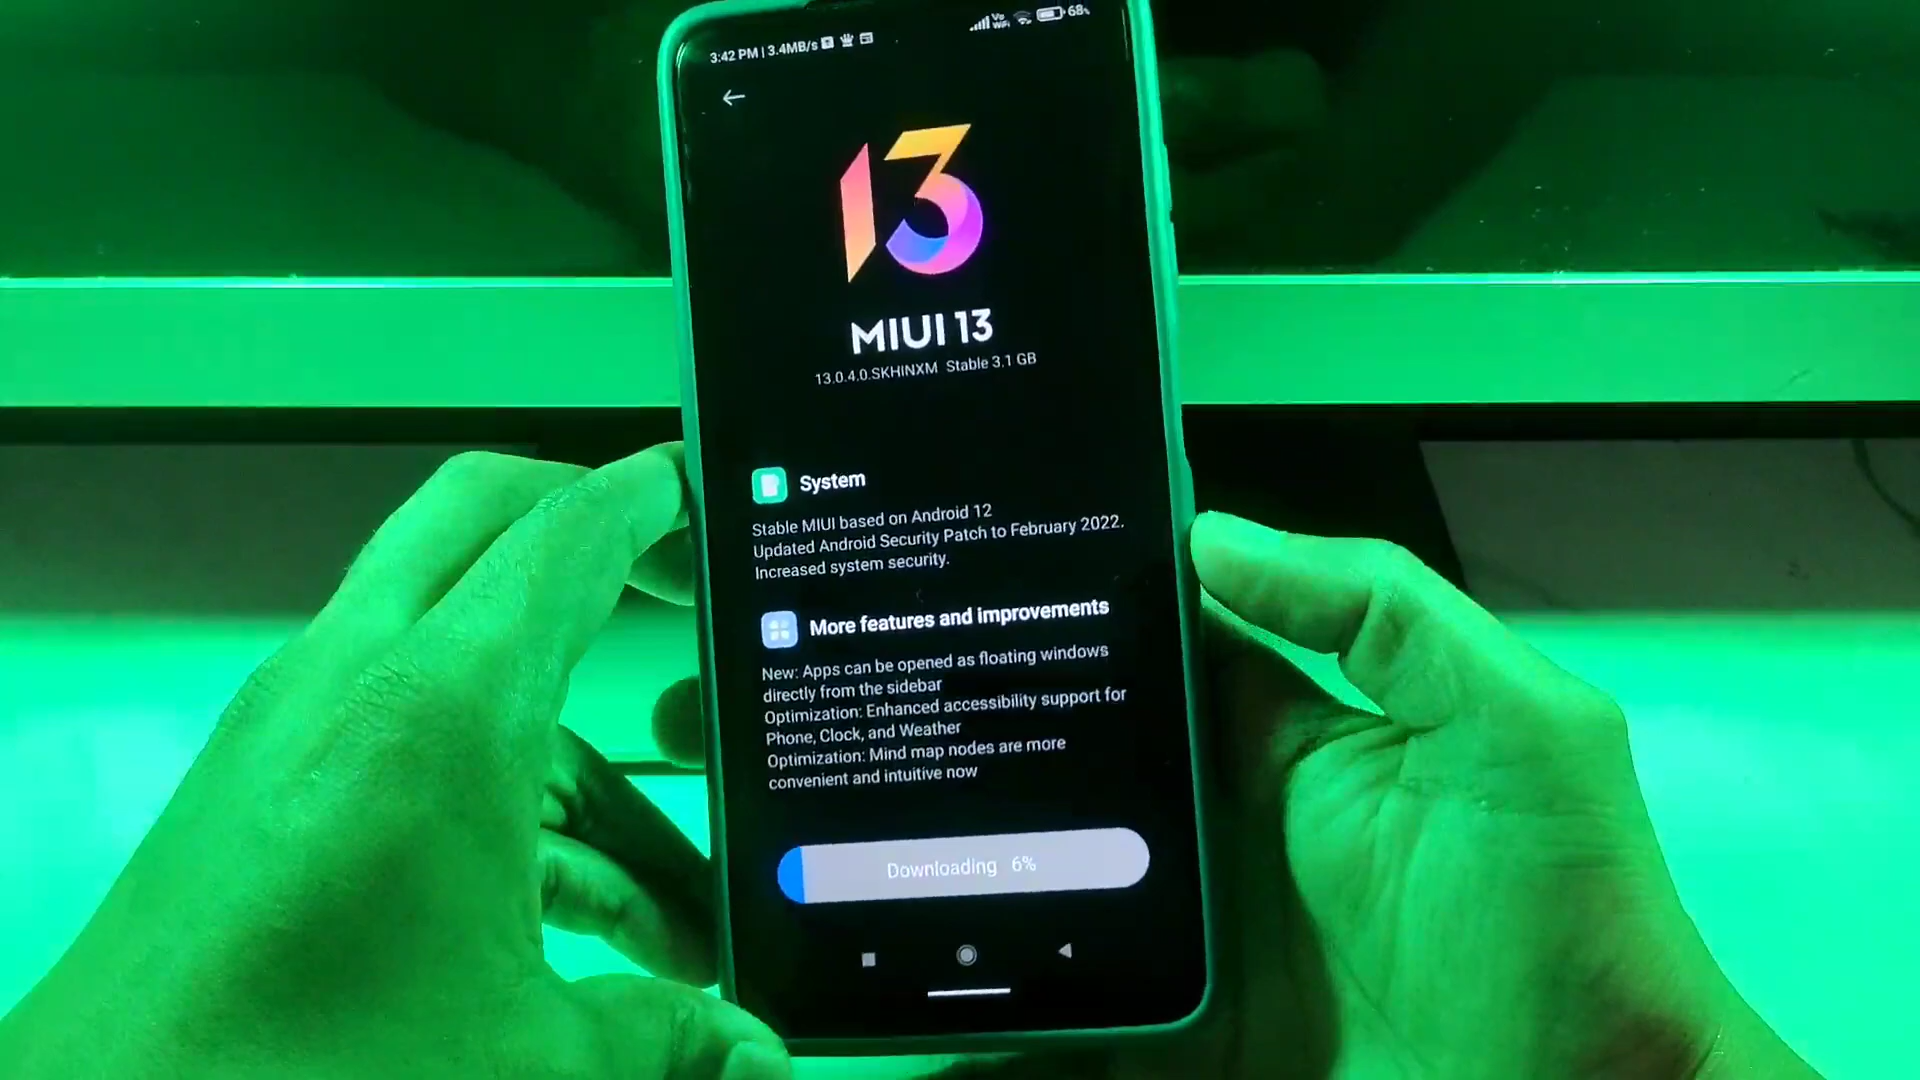 3:42 PM | 3.4MB/s
Vo
WiFi
68%
13
MIUI 13
13.0.4.0.SKHINXM Stable 3.1 GB
System
Stable MIUI based on Android 12
Updated Android Security Patch to February 2022.
Increased system security.
More features and improvements
New: Apps can be opened as floating windows
directly from the sidebar
Optimization: Enhanced accessibility support for
Phone, Clock, and Weather
Optimization: Mind map nodes are more
convenient and intuitive now
Downloading 6%